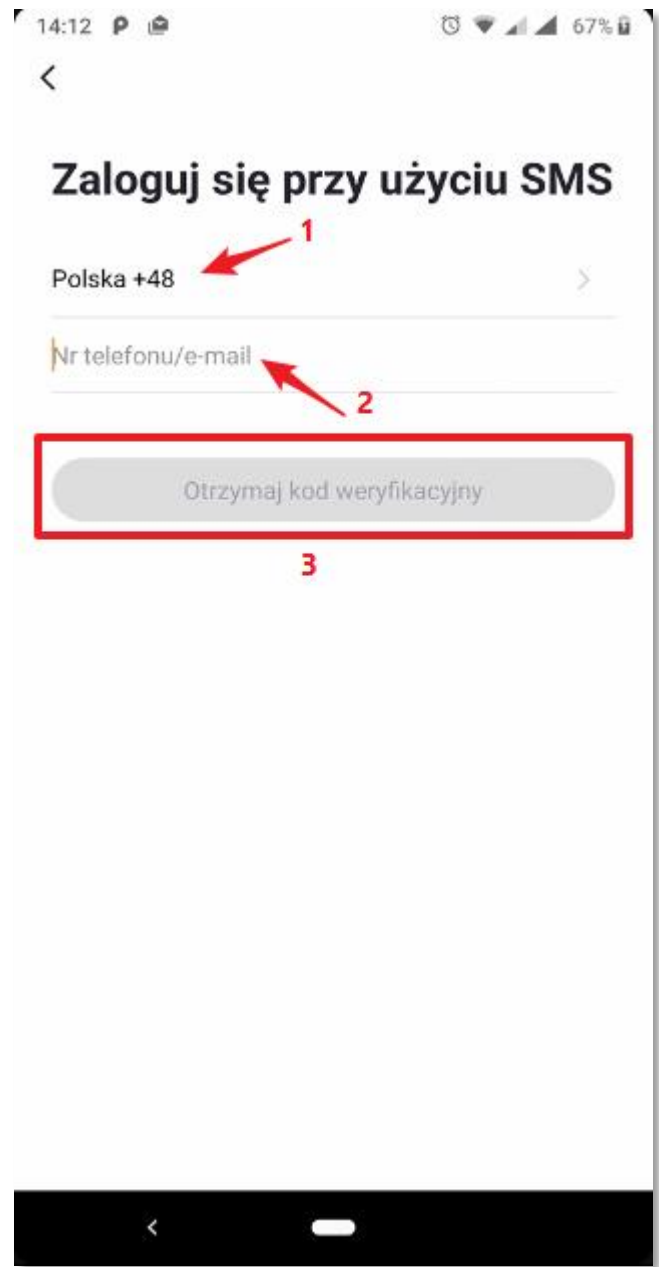 14:12 P 67%
Zaloguj się przy użyciu SMS
1
Polska +48
Nr telefonu/e-mail
2
Otrzymaj kod weryfikacyjny
3